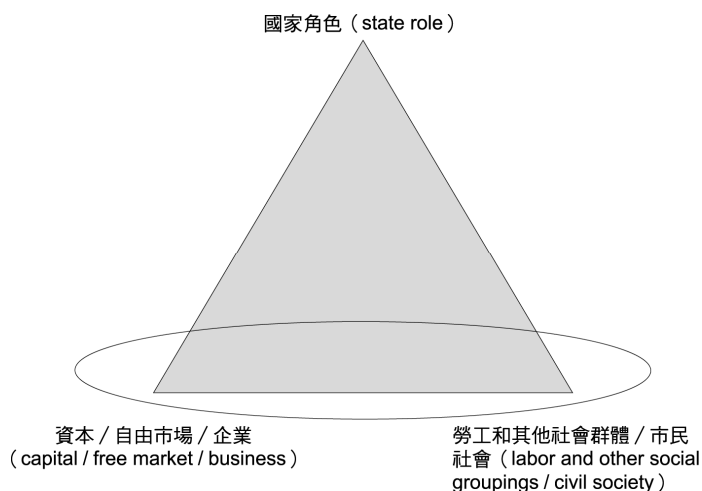 國家角色（state role）
資本／自由市場／企業
（capital / free market / business）
勞工和其他社會群體／市民
社會（labor and other social
groupings / civil society）